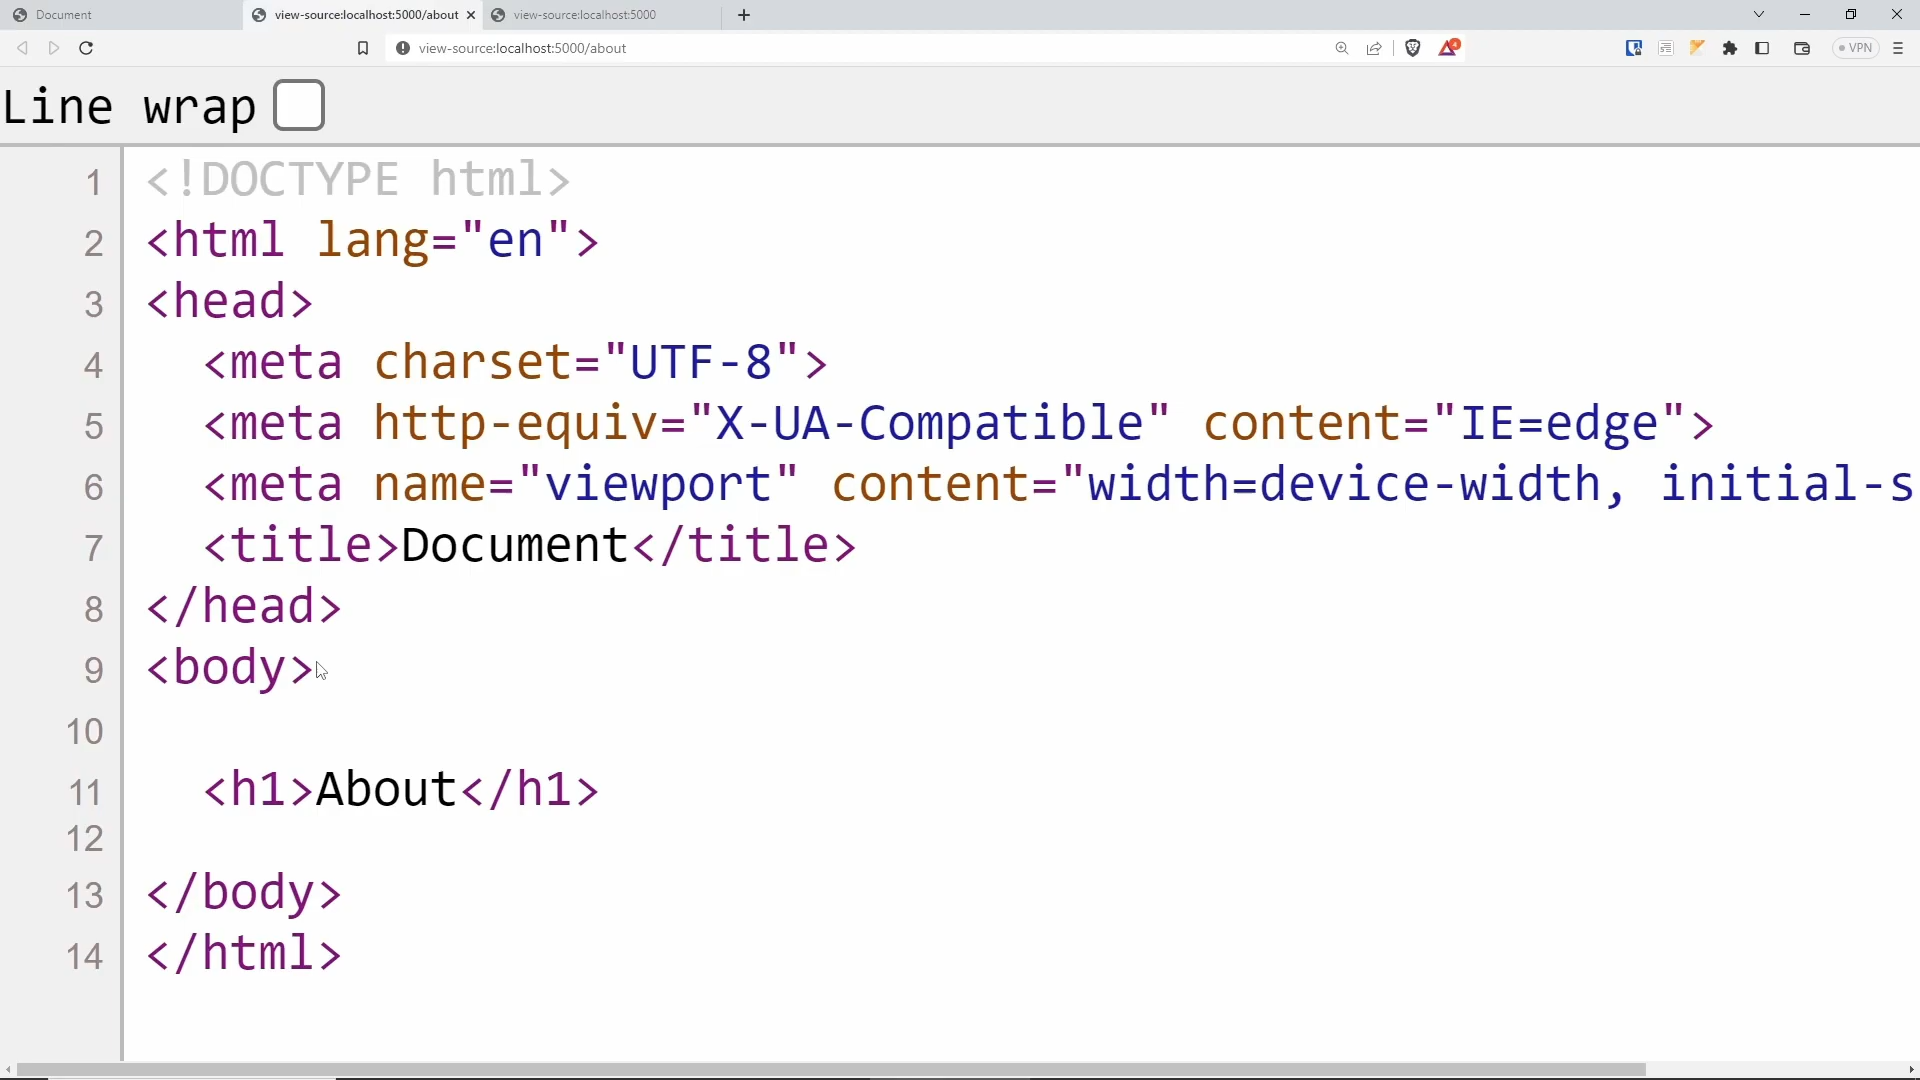 Document
view-source:localhost:5000/about
view-source:localhost:5000
view-source:localhost:5000/about
4
VPN
Line wrap
1 <!DOCTYPE html>
2 <html lang="en">
3 <head>
4 <meta charset="UTF-8">
5 <meta http-equiv="X-UA-Compatible" content="IE=edge">
6 <meta name="viewport" content="width=device-width, initial-s
7 <title>Document</title>
8 </head>
9 <body>
10
11 <h1>About</h1>
12
13 </body>
14 </html>